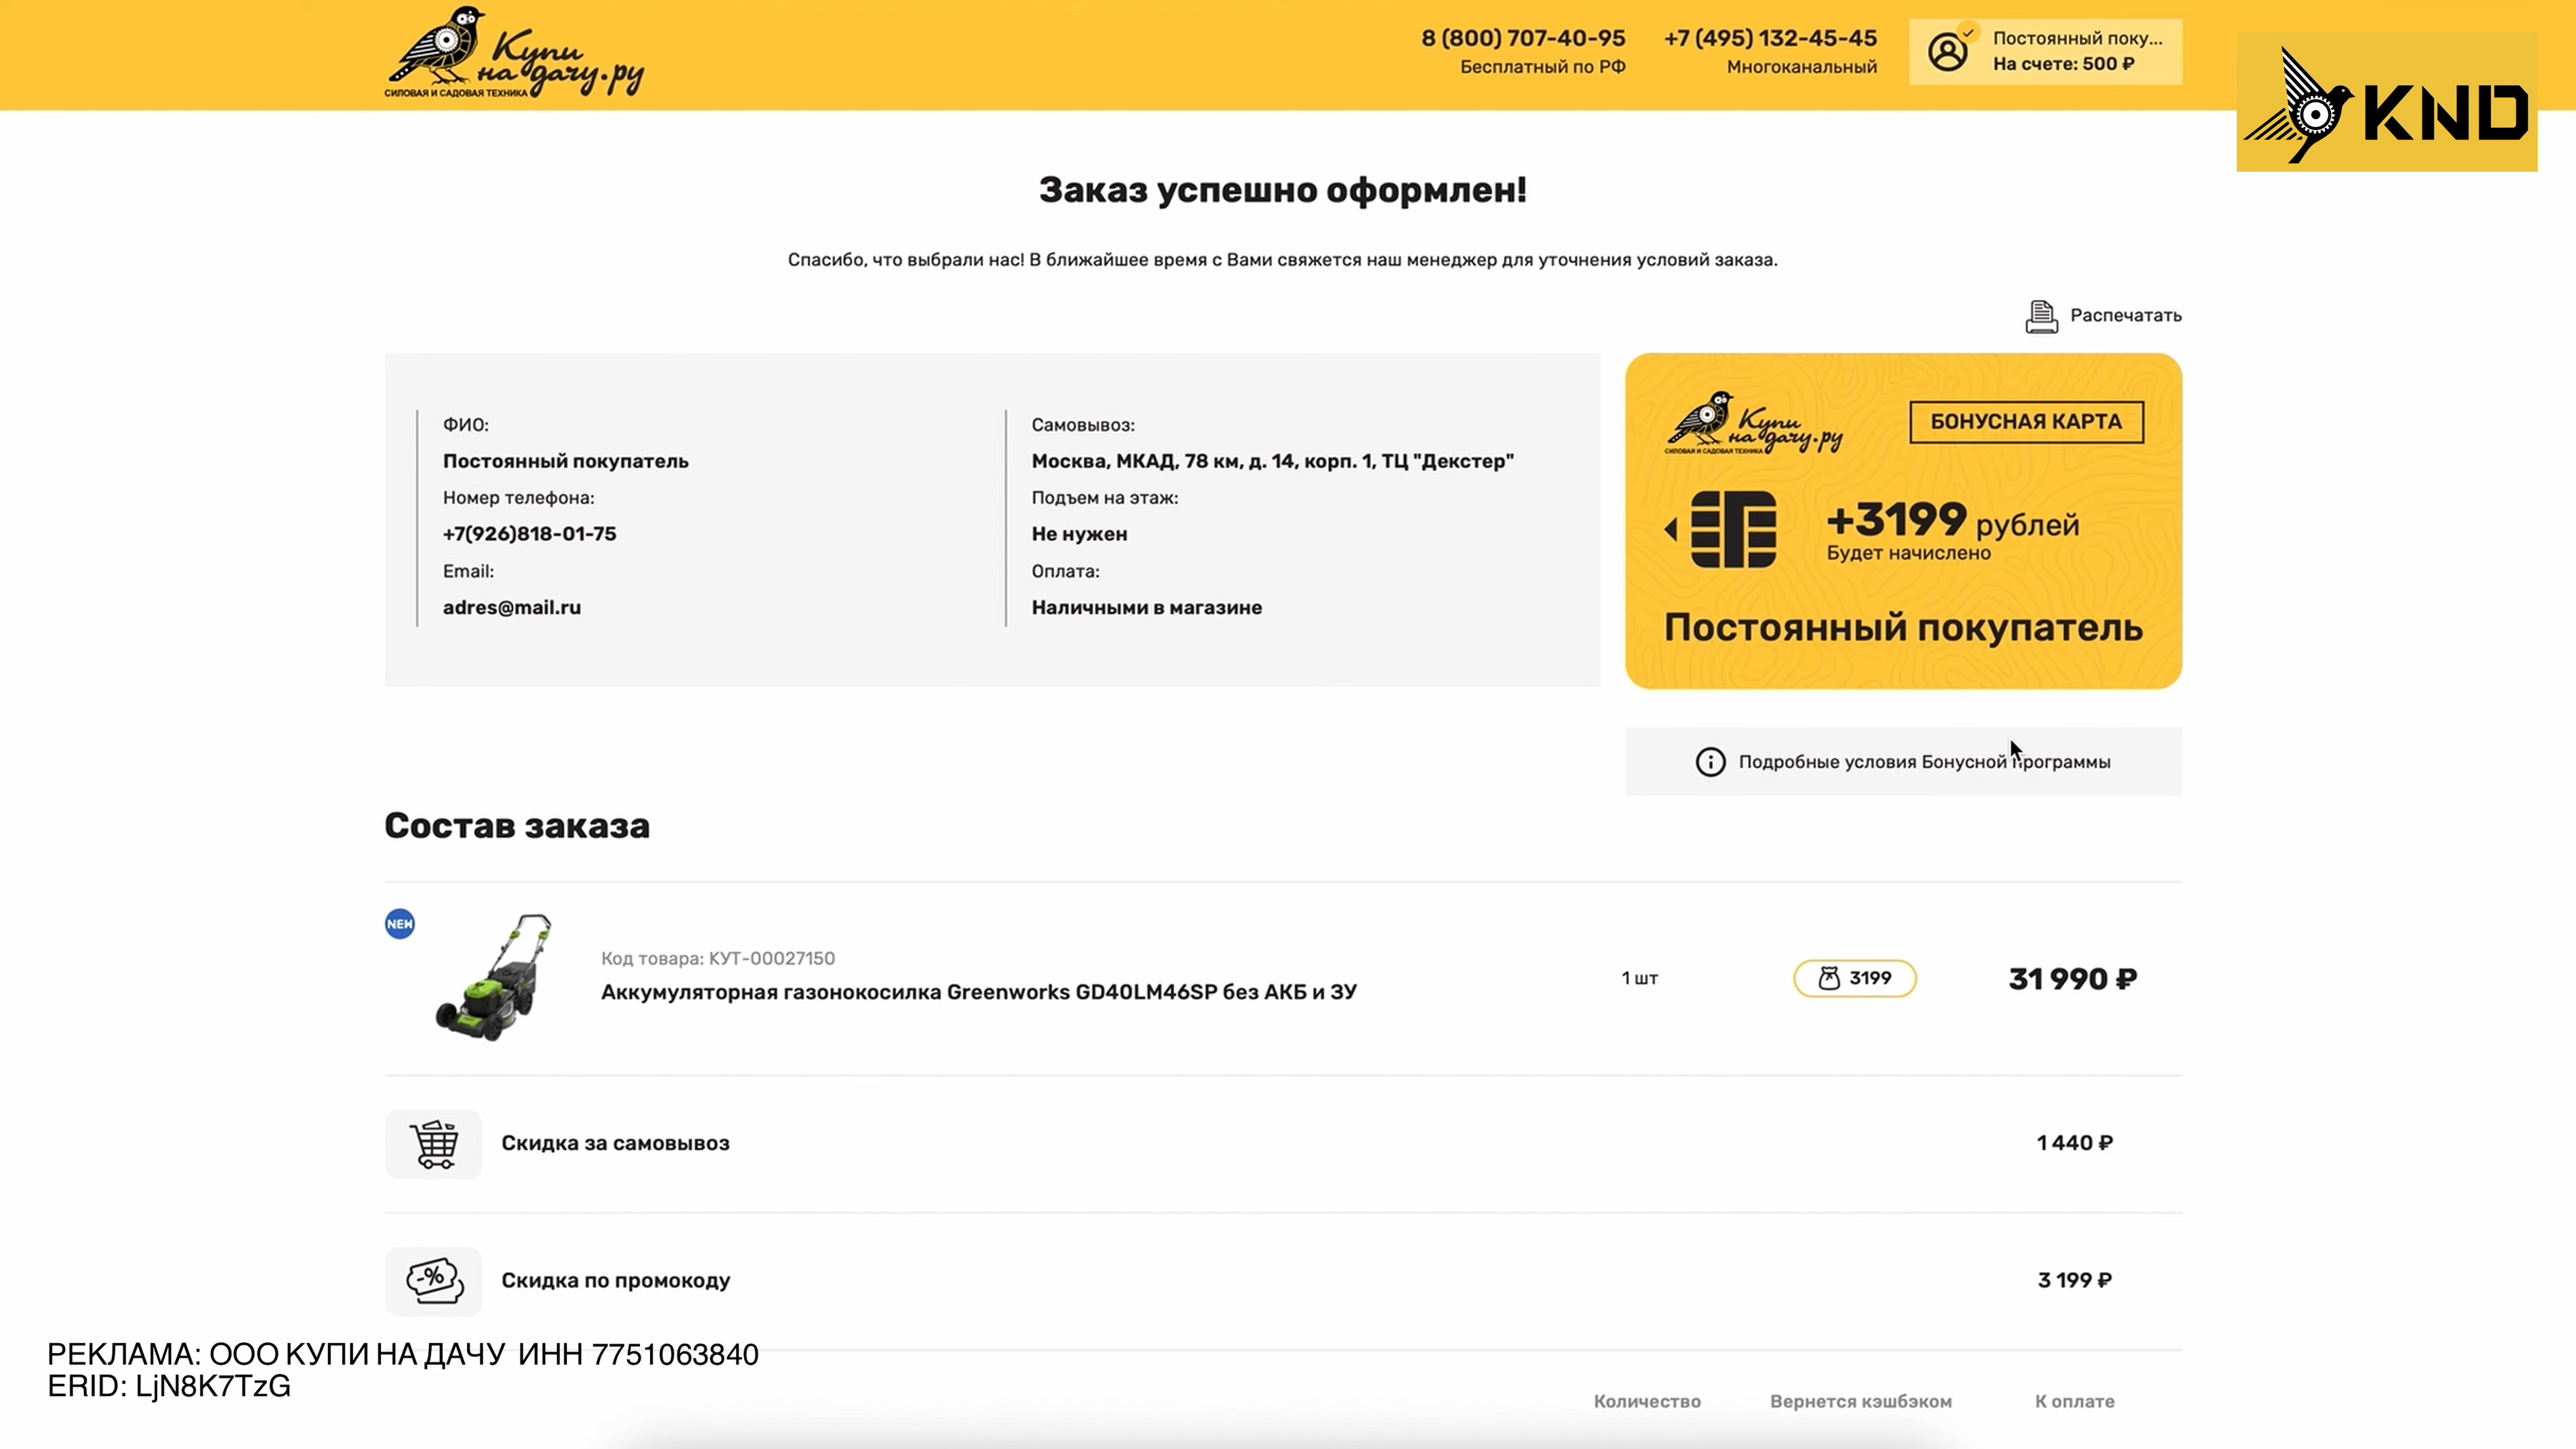 Купи
на дачу.ру
СИЛОВАЯ И САДОВАЯ ТЕХНИКА
8 (800) 707-40-95
Бесплатный по РФ
+7 (495) 132-45-45
Многоканальный
Постоянный поку...
На счете: 500 ₽
KND
Заказ успешно оформлен!
Спасибо, что выбрали нас! В ближайшее время с Вами свяжется наш менеджер для уточнения условий заказа.
Распечатать
ФИО:
Постоянный покупатель
Номер телефона:
+7(926)818-01-75
Email:
adres@mail.ru
Самовывоз:
Москва, МКАД, 78 км, д. 14, корп. 1, ТЦ "Декстер"
Подъем на этаж:
Не нужен
Оплата:
Наличными в магазине
Купи
на дачу.ру
СИЛОВАЯ И САДОВАЯ ТЕХНИКА
БОНУСНАЯ КАРТА
+3199 рублей
Будет начислено
Постоянный покупатель
Подробные условия Бонусной программы
Состав заказа
NEW
Код товара: КУТ-00027150
Аккумуляторная газонокосилка Greenworks GD40LM46SP без АКБ и ЗУ
1 шт
3199
31 990 ₽
Скидка за самовывоз
1 440 ₽
-%
Скидка по промокоду
3 199 ₽
РЕКЛАМА: ООО КУПИ НА ДАЧУ ИНН 7751063840
ERID: LjN8K7TzG
Количество
Вернется кэшбэком
К оплате